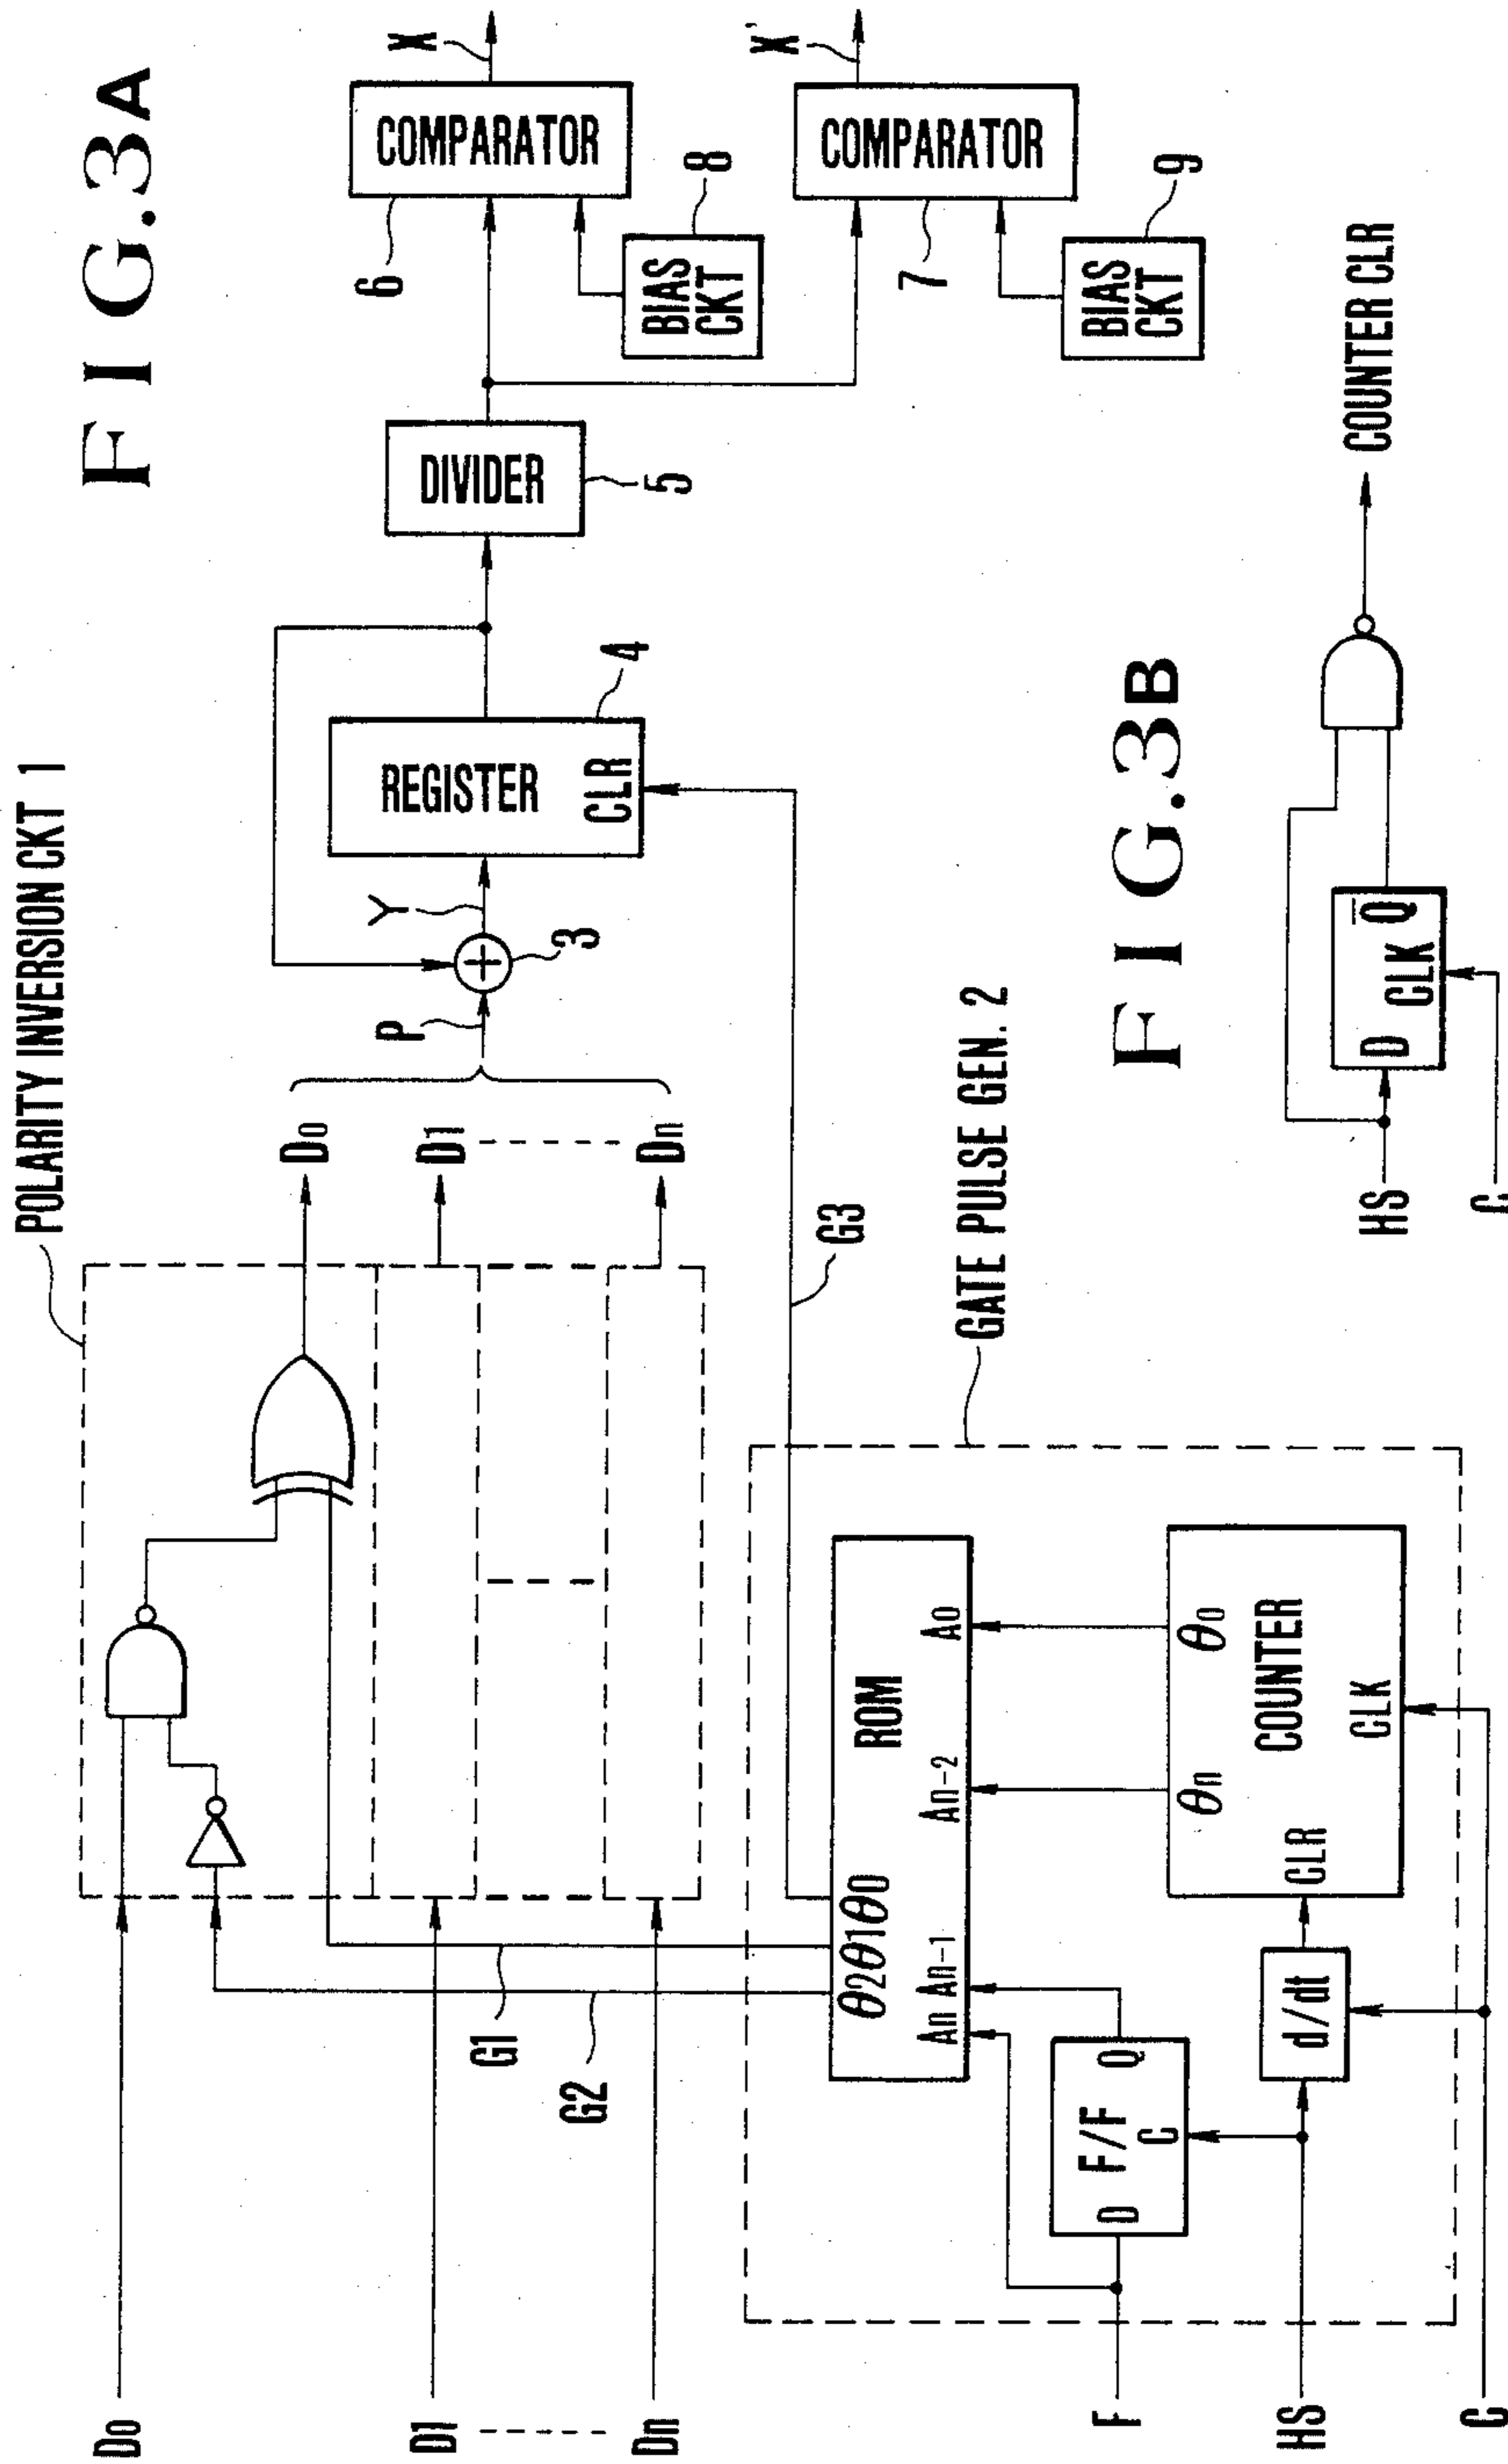 FIG.3A
POLARITY INVERSION CKT 1
D0
D1
Dn
G1
G2
D0
D1
Dn
P
Y
3
REGISTER
CLR
4
DIVIDER
5
COMPARATOR
6
X
BIAS
CKT
8
COMPARATOR
7
X'
BIAS
CKT
9
G3
GATE PULSE GEN. 2
θ2θ1θ0
ROM
An An-1
An-2
A0
F
D
F/F
Q
C
HS
d/dt
C
θn
θ0
COUNTER
CLR
CLK
FIG.3B
HS
D
Q̅
CLK
C
COUNTER CLR